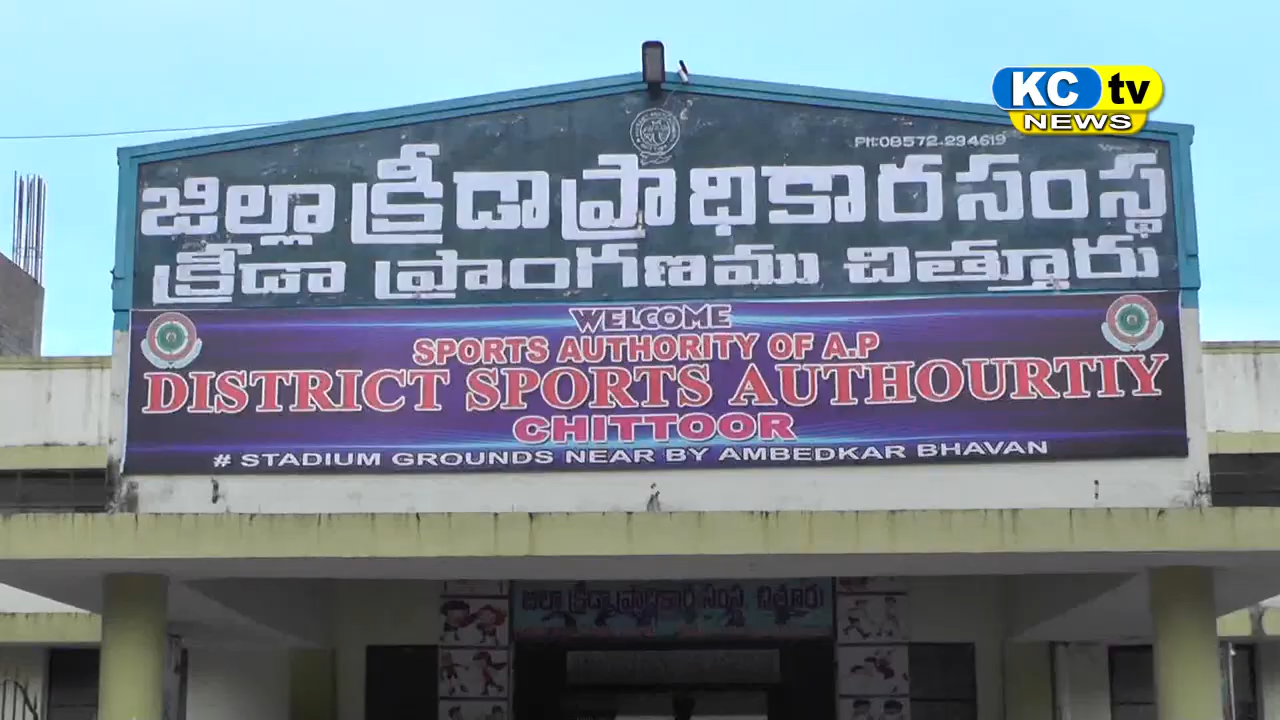 KC tv
NEWS
PH:08572-234619
జిల్లా క్రీడా ప్రాధికార సంస్థ
క్రీడా ప్రాంగణము చిత్తూరు
WELCOME
SPORTS AUTHORITY OF A.P
DISTRICT SPORTS AUTHOURTIY
CHITTOOR
# STADIUM GROUNDS NEAR BY AMBEDKAR BHAVAN
జిల్లా క్రీడాప్రాధికార సంస్థ, చిత్తూరు